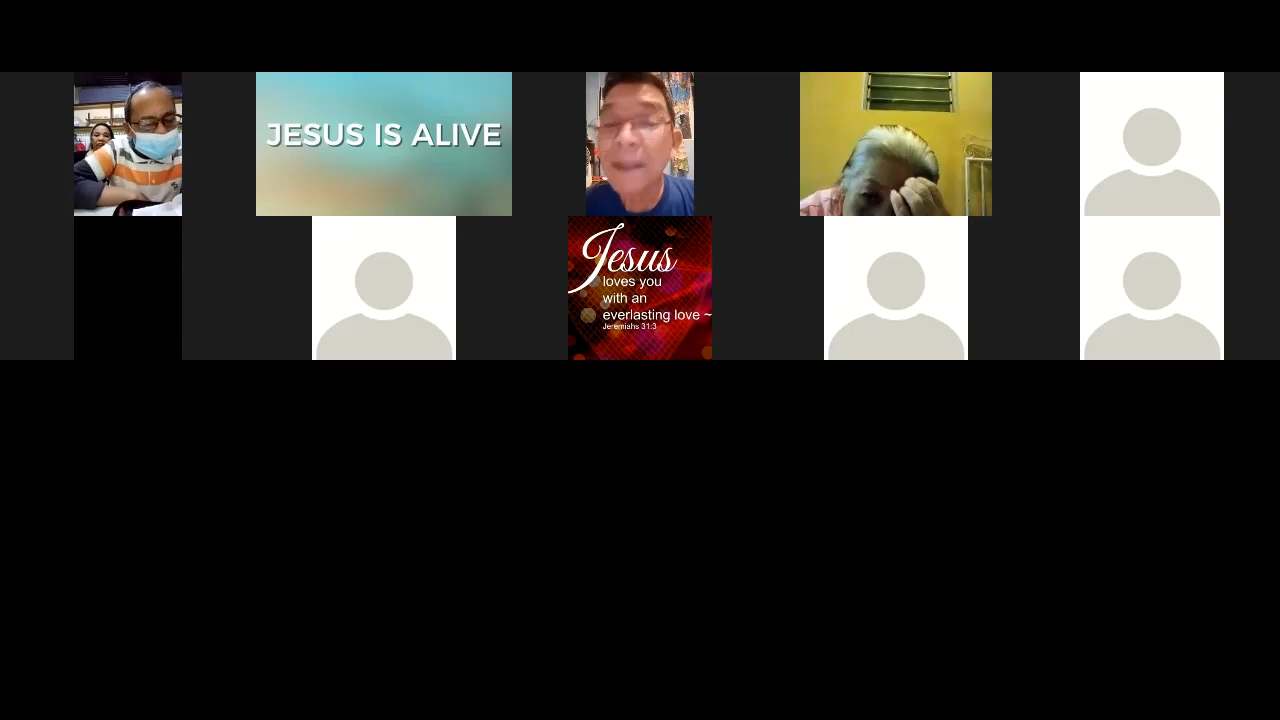 JESUS IS ALIVE
Jesus
loves you
with an
everlasting love ~
Jeremiahs 31:3